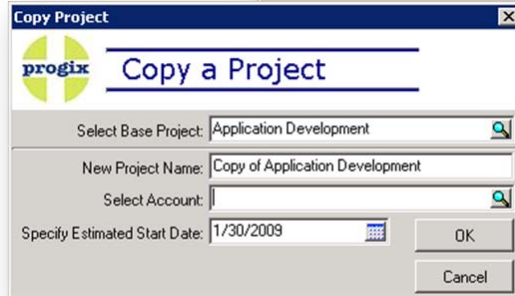 Copy Project
progix
Copy a Project
Select Base Project: Application Development
New Project Name: Copy of Application Development
Select Account:
Specify Estimated Start Date: 1/30/2009
OK
Cancel